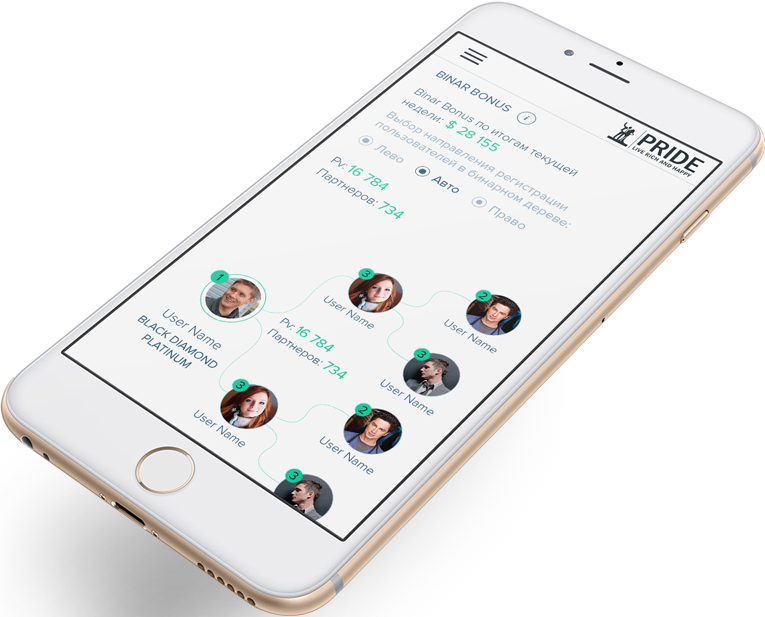 BINAR BONUS i
PRIDE
LIVE RICH AND HAPPY
Binar Bonus по итогам текущей
недели: $ 28 155
Выбор направления регистрации
пользователей в бинарном дереве:
Лево
Авто
Право
Pv: 16 784
Партнеров: 734
1
User Name
BLACK DIAMOND
PLATINUM
3
User Name
2
User Name
Pv: 16 784
Партнеров: 734
3
User Name
3
User Name
2
User Name
3